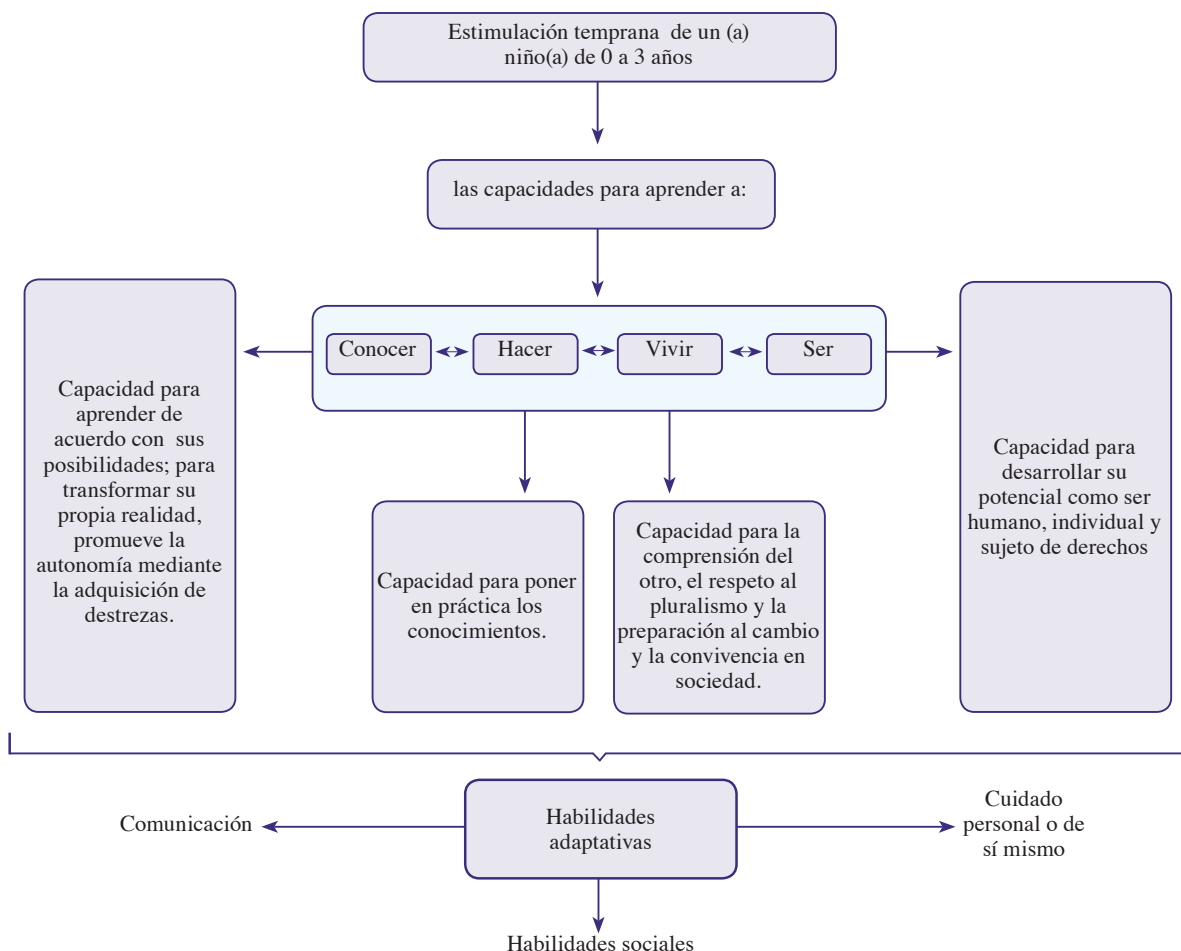 Estimulación temprana de un (a)
niño(a) de 0 a 3 años
las capacidades para aprender a:
Conocer
Hacer
Vivir
Ser
Capacidad para
aprender de
acuerdo con sus
posibilidades; para
transformar su
propia realidad,
promueve la
autonomía mediante
la adquisición de
destrezas.
Capacidad para poner
en práctica los
conocimientos.
Capacidad para la
comprensión del
otro, el respeto al
pluralismo y la
preparación al cambio
y la convivencia en
sociedad.
Capacidad para
desarrollar su
potencial como ser
humano, individual y
sujeto de derechos
Comunicación
Habilidades
adaptativas
Cuidado
personal o de
sí mismo
Habilidades sociales